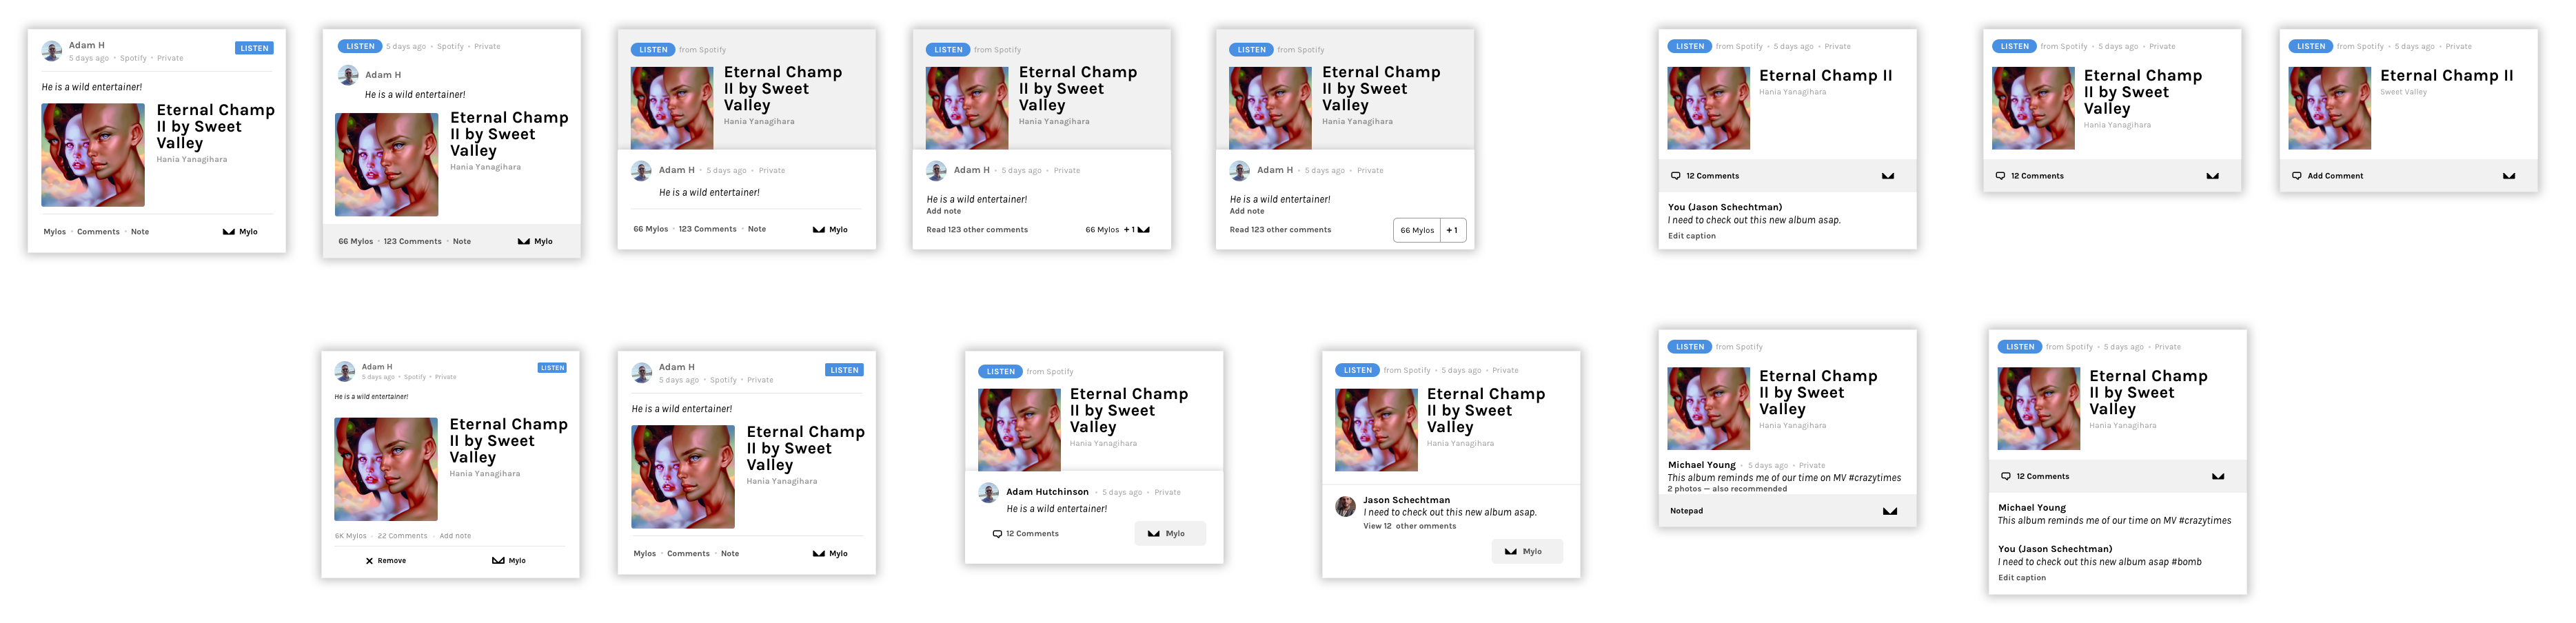 Adam H
LISTEN
5 days ago • Spotify • Private
He is a wild entertainer!
Eternal Champ
II by Sweet
Valley
Hania Yanagihara
Mylos • Comments • Note
Mylo
LISTEN 5 days ago • Spotify • Private
Adam H
He is a wild entertainer!
Eternal Champ
II by Sweet
Valley
Hania Yanagihara
66 Mylos • 123 Comments • Note
Mylo
LISTEN from Spotify
Eternal Champ
II by Sweet
Valley
Hania Yanagihara
Adam H • 5 days ago • Private
He is a wild entertainer!
66 Mylos • 123 Comments • Note
Mylo
LISTEN from Spotify
Eternal Champ
II by Sweet
Valley
Hania Yanagihara
Adam H • 5 days ago • Private
He is a wild entertainer!
Add note
Read 123 other comments
66 Mylos +1
LISTEN from Spotify
Eternal Champ
II by Sweet
Valley
Hania Yanagihara
Adam H • 5 days ago • Private
He is a wild entertainer!
Add note
Read 123 other comments
66 Mylos +1
LISTEN from Spotify • 5 days ago • Private
Eternal Champ II
Hania Yanagihara
12 Comments
You (Jason Schechtman)
I need to check out this new album asap.
Edit caption
LISTEN from Spotify • 5 days ago • Private
Eternal Champ
II by Sweet
Valley
Hania Yanagihara
12 Comments
LISTEN from Spotify • 5 days ago • Private
Eternal Champ II
Sweet Valley
Add Comment
Adam H
LISTEN
5 days ago • Spotify • Private
He is a wild entertainer!
Eternal Champ
II by Sweet
Valley
Hania Yanagihara
6K Mylos • 22 Comments • Add note
Remove
Mylo
Adam H
LISTEN
5 days ago • Spotify • Private
He is a wild entertainer!
Eternal Champ
II by Sweet
Valley
Hania Yanagihara
Mylos • Comments • Note
Mylo
LISTEN from Spotify
Eternal Champ
II by Sweet
Valley
Hania Yanagihara
Adam Hutchinson • 5 days ago • Private
He is a wild entertainer!
12 Comments
Mylo
LISTEN from Spotify • 5 days ago • Private
Eternal Champ
II by Sweet
Valley
Hania Yanagihara
Jason Schechtman
I need to check out this new album asap.
View 12 other omments
Mylo
LISTEN from Spotify
Eternal Champ
II by Sweet
Valley
Hania Yanagihara
Michael Young • 5 days ago • Private
This album reminds me of our time on MV #crazytimes
2 photos — also recommended
Notepad
LISTEN from Spotify • 5 days ago • Private
Eternal Champ
II by Sweet
Valley
Hania Yanagihara
12 Comments
Michael Young
This album reminds me of our time on MV #crazytimes
You (Jason Schechtman)
I need to check out this new album asap #bomb
Edit caption